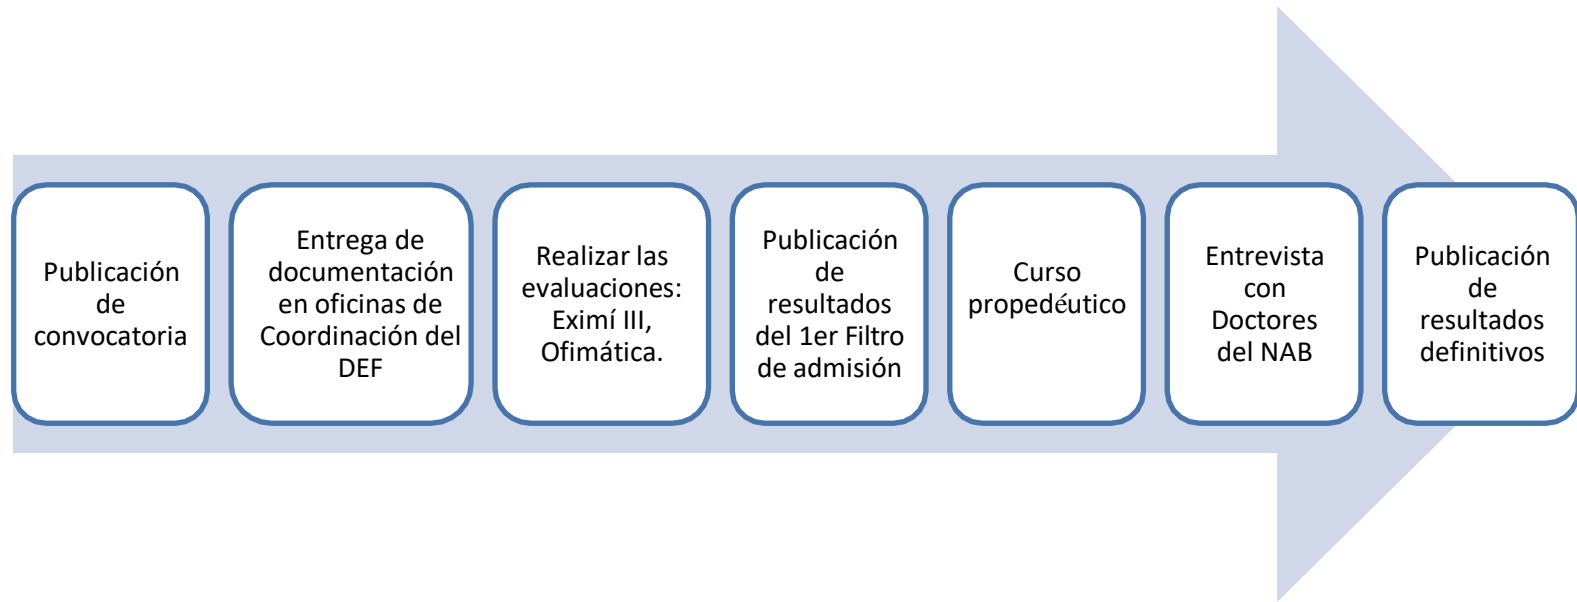 Publicación
de
convocatoria
Entrega de
documentación
en oficinas de
Coordinación del
DEF
Realizar las
evaluaciones:
Eximí III,
Ofimática.
Publicación
de
resultados
del 1er Filtro
de admisión
Curso
propedéutico
Entrevista
con
Doctores
del NAB
Publicación
de
resultados
definitivos